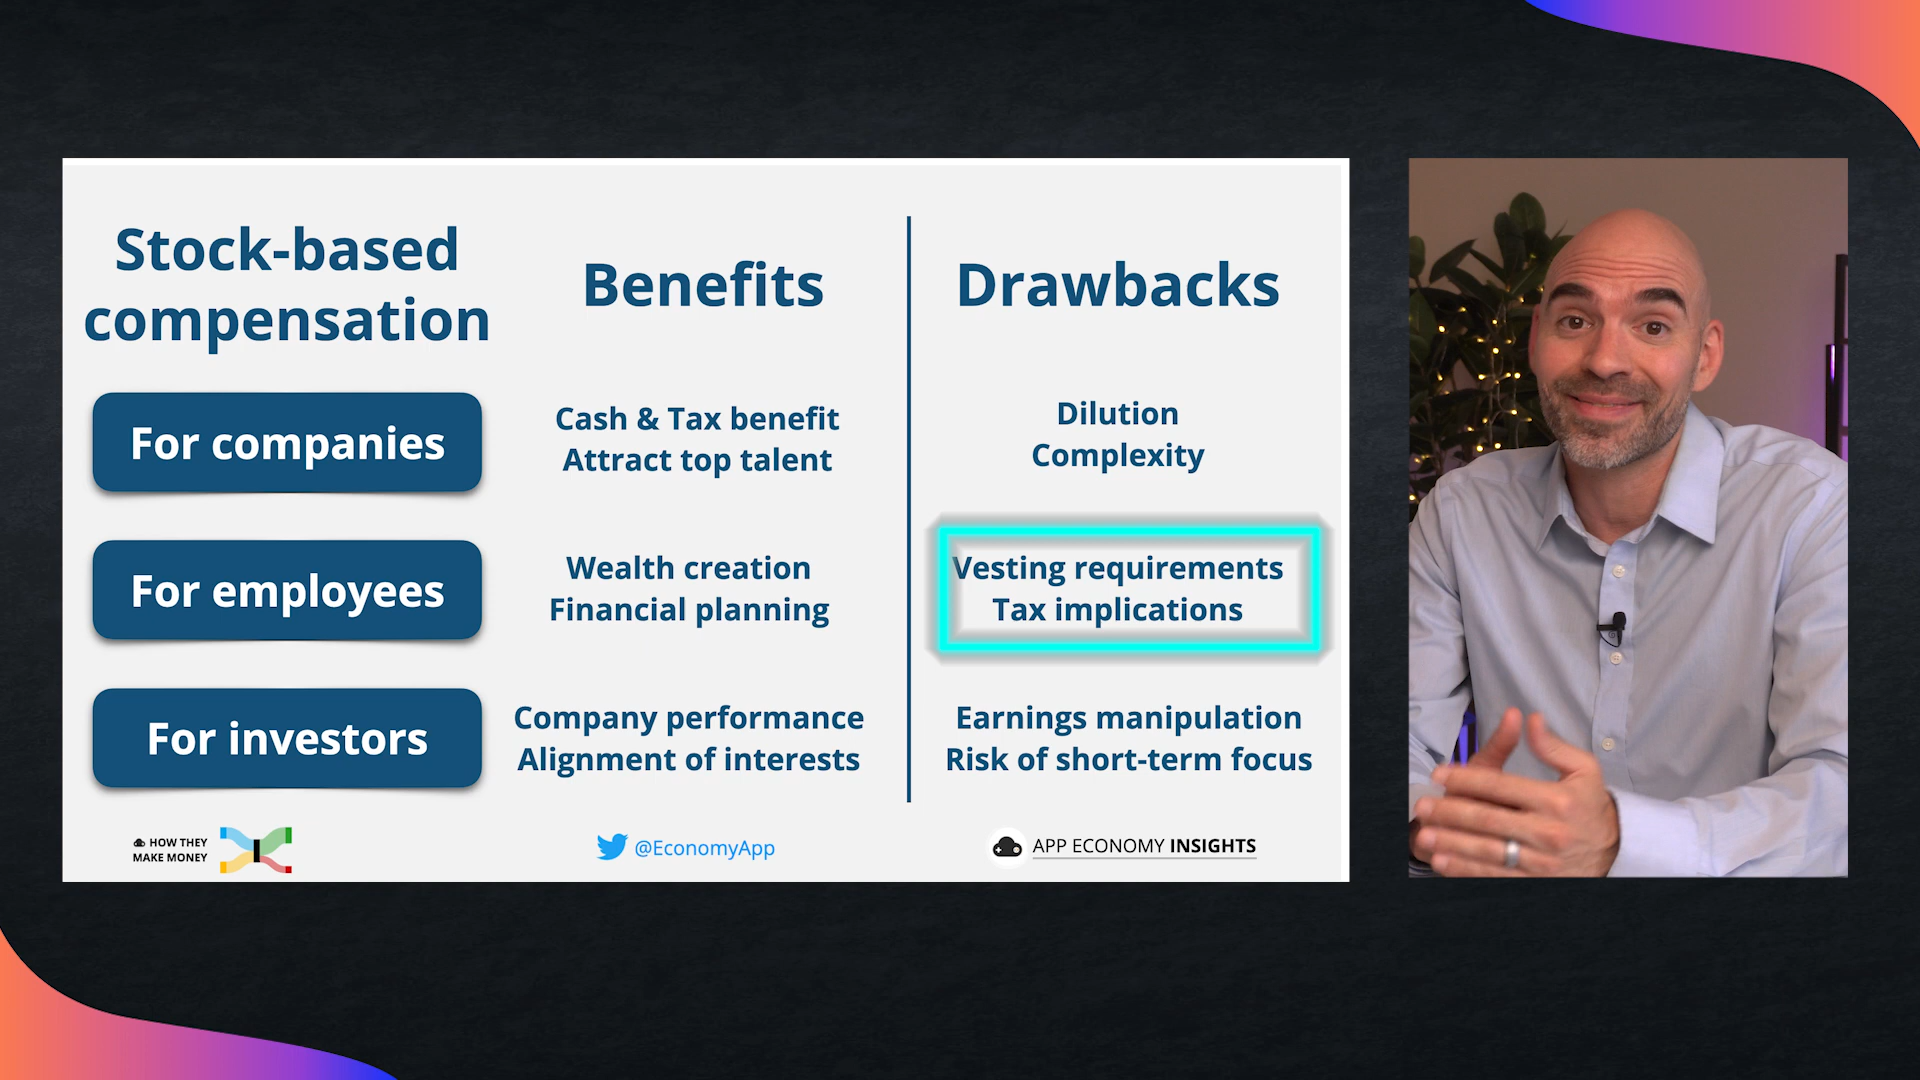 Stock-based
compensation
Benefits
Drawbacks
For companies
Cash & Tax benefit
Attract top talent
Dilution
Complexity
For employees
Wealth creation
Financial planning
Vesting requirements
Tax implications
For investors
Company performance
Alignment of interests
Earnings manipulation
Risk of short-term focus
HOW THEY
MAKE MONEY
@EconomyApp
APP ECONOMY INSIGHTS